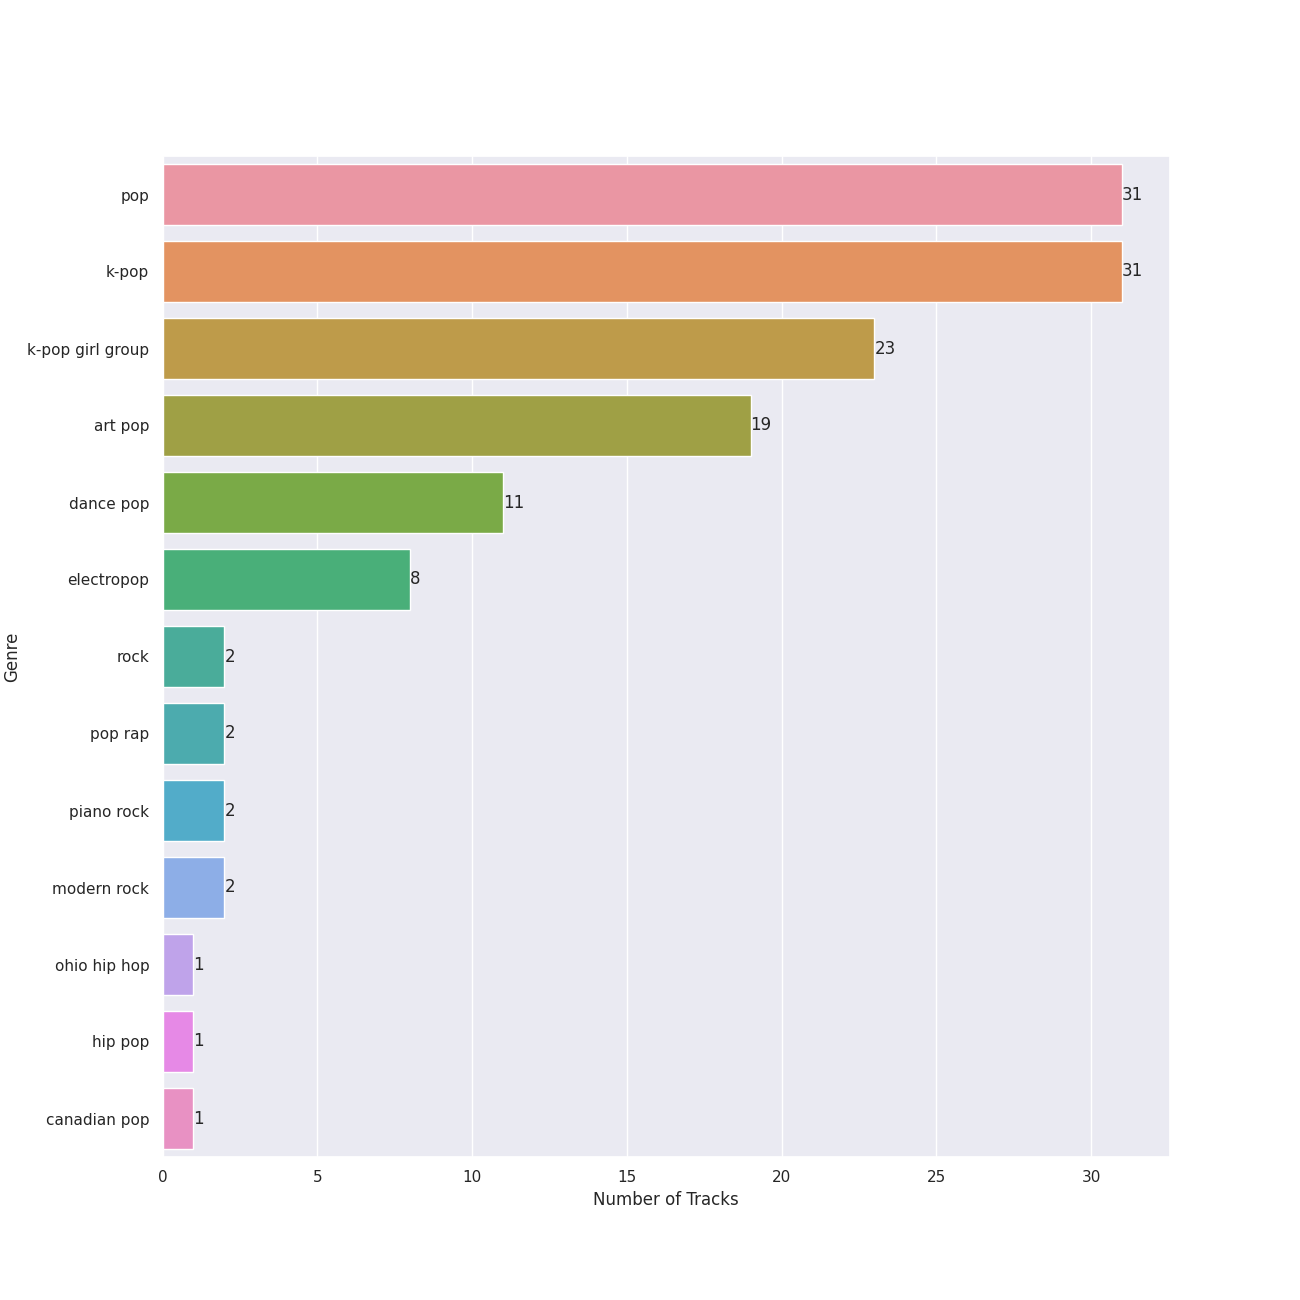 pop 31
k-pop 31
k-pop girl group 23
art pop 19
dance pop 11
electropop 8
rock 2
pop rap 2
piano rock 2
modern rock 2
ohio hip hop 1
hip pop 1
canadian pop 1
Genre
0 5 10 15 20 25 30
Number of Tracks